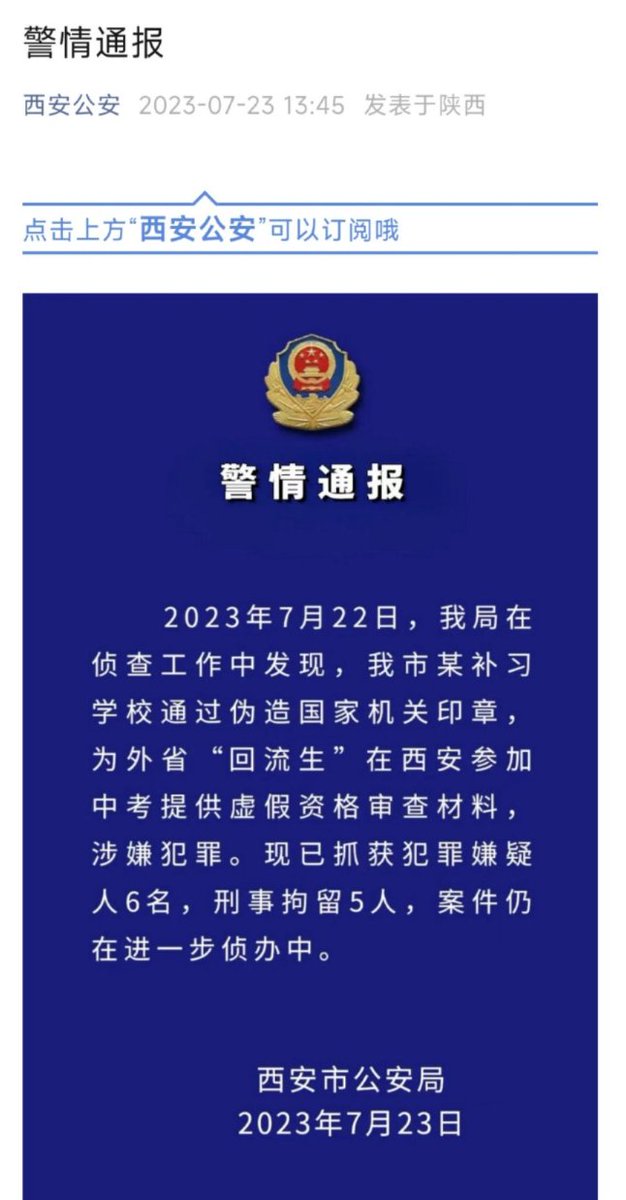 警情通报
西安公安 2023-07-23 13:45 发表于陕西
点击上方“西安公安”可以订阅哦
警情通报
2023年7月22日，我局在
侦查工作中发现，我市某补习
学校通过伪造国家机关印章，
为外省“回流生”在西安参加
中考提供虚假资格审查材料，
涉嫌犯罪。现已抓获犯罪嫌疑
人6名，刑事拘留5人，案件仍
在进一步侦办中。
西安市公安局
2023年7月23日